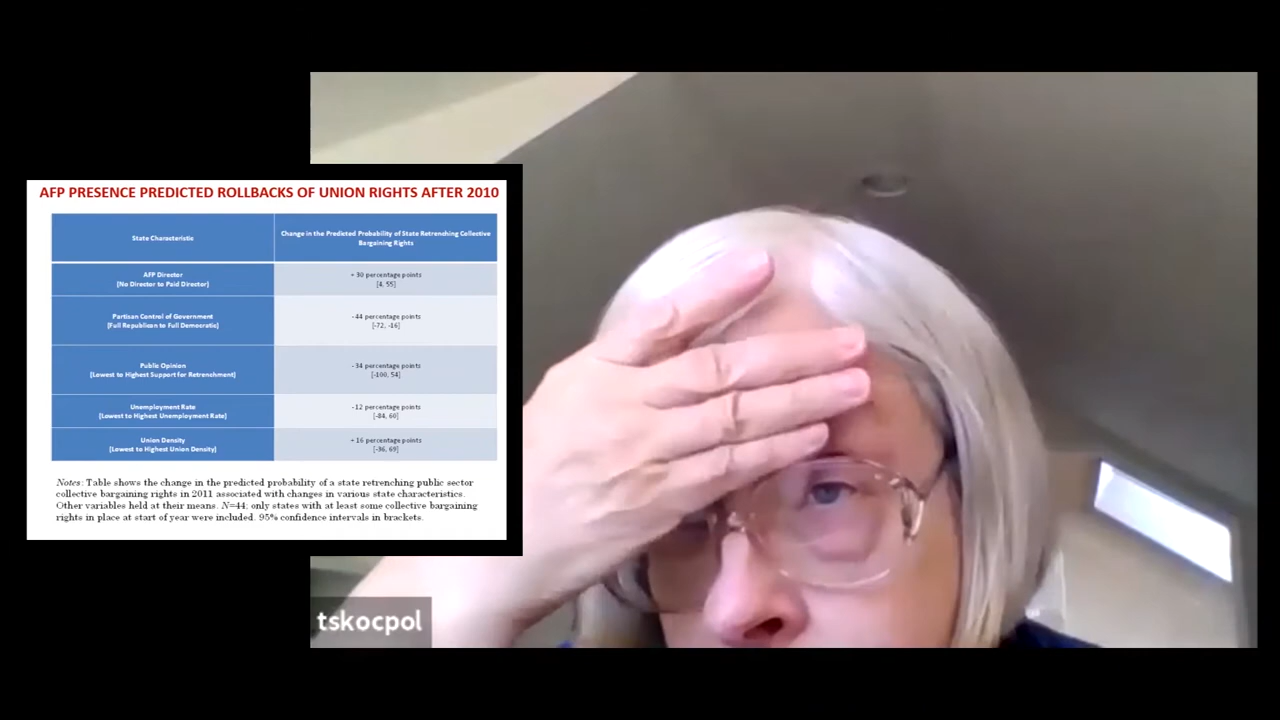 AFP PRESENCE PREDICTED ROLLBACKS OF UNION RIGHTS AFTER 2010
State Characteristic
Change in the Predicted Probability of State Retrenching Collective
Bargaining Rights
AFP Director
[No Director to Paid Director]
+ 30 percentage points
[4, 55]
Partisan Control of Government
[Full Republican to Full Democratic]
- 44 percentage points
[-72, -16]
Public Opinion
[Lowest to Highest Support for Retrenchment]
- 34 percentage points
[-100, 54]
Unemployment Rate
[Lowest to Highest Unemployment Rate]
- 12 percentage points
[-84, 60]
Union Density
[Lowest to Highest Union Density]
+ 16 percentage points
[-36, 69]
Notes: Table shows the change in the predicted probability of a state retrenching public sector
collective bargaining rights in 2011 associated with changes in various state characteristics.
Other variables held at their means. N=44; only states with at least some collective bargaining
rights in place at start of year were included. 95% confidence intervals in brackets.
tskocpol